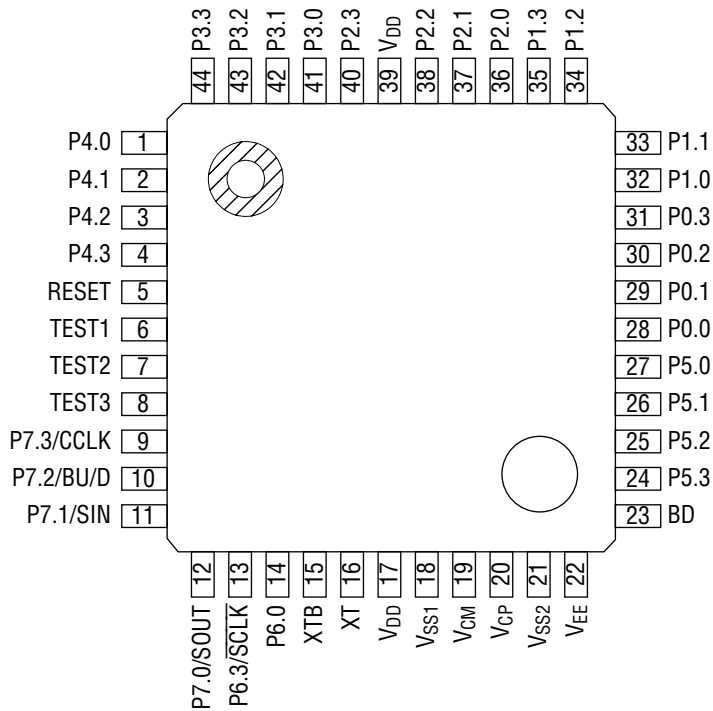 P3.3 P3.2 P3.1 P3.0 P2.3 VDD P2.2 P2.1 P2.0 P1.3 P1.2
44 43 42 41 40 39 38 37 36 35 34
P4.0 1 33 P1.1
P4.1 2 32 P1.0
P4.2 3 31 P0.3
P4.3 4 30 P0.2
RESET 5 29 P0.1
TEST1 6 28 P0.0
TEST2 7 27 P5.0
TEST3 8 26 P5.1
P7.3/CCLK 9 25 P5.2
P7.2/BU/D 10 24 P5.3
P7.1/SIN 11 23 BD
12 13 14 15 16 17 18 19 20 21 22
P7.0/SOUT P6.3/SCLK P6.0 XTB XT VDD VSS1 VCM VCP VSS2 VEE